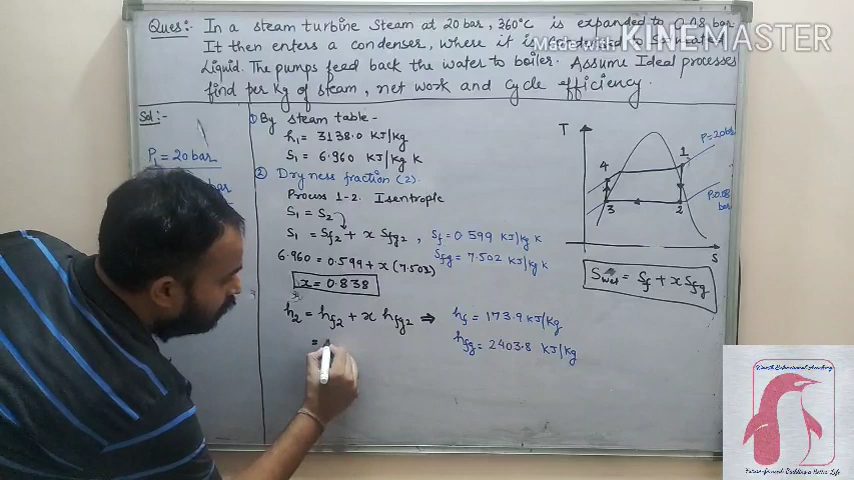 Ques:- In a steam turbine steam at 20 bar, 360°C is expanded to 0.08 bar
It then enters a condenser, where it is
Made with KINEMASTER
Liquid. The pumps feed back the water to boiler. Assume Ideal processes
find per Kg of steam, net work and cycle efficiency.
Sol:-
P₁ = 20 bar
① By steam table-
h₁ = 3138.0 KJ/Kg
S₁ = 6.960 KJ/kg K
② Dryness fraction (2).
Process 1-2. Isentropic
S₁ = S₂
S₁ = Sf₂ + x Sfg₂ , Sf = 0.599 KJ/kg K
6.960 = 0.599 + x (7.502) Sfg = 7.502 KJ/kg K
x = 0.838
h₂ = hf₂ + x hfg₂ ⇒ hf = 173.9 KJ/Kg
= hfg = 2403.8 KJ/Kg
T
P=20bar
1
4
3
2
P=0.08 bar
S
Swet = Sf + x Sfg